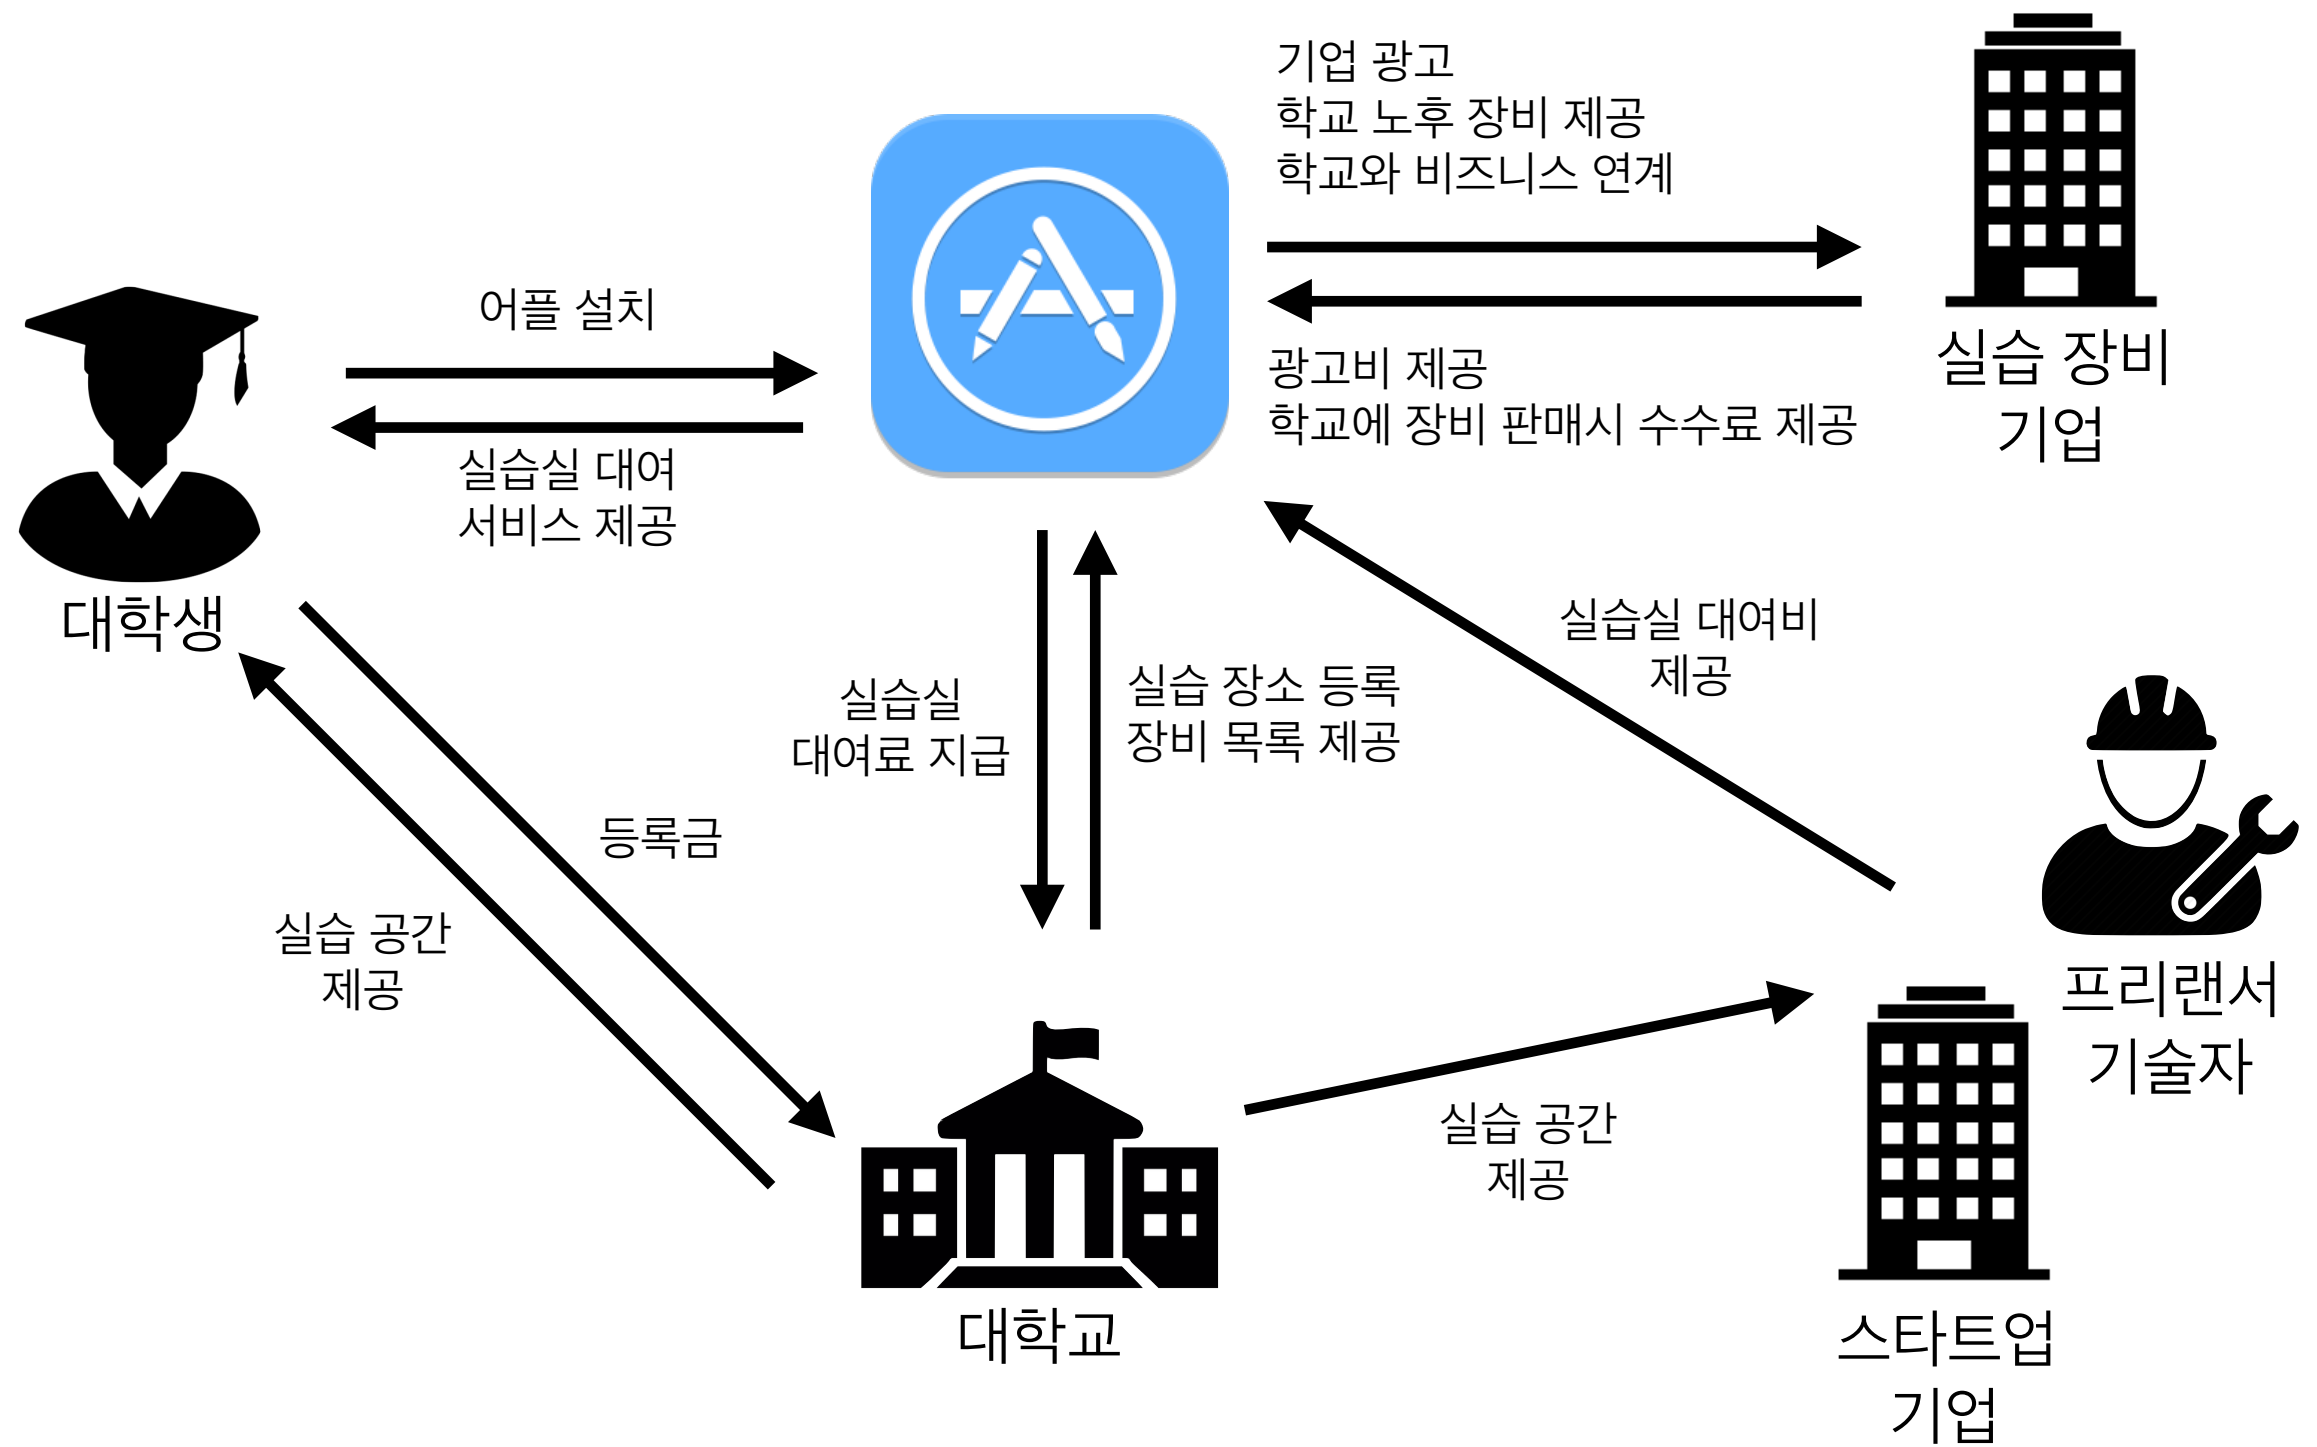 기업 광고
학교 노후 장비 제공
학교와 비즈니스 연계
어플 설치
실습실 대여
서비스 제공
광고비 제공
학교에 장비 판매시 수수료 제공
실습 장비
기업
대학생
실습실 대여비
제공
실습실
대여료 지급
실습 장소 등록
장비 목록 제공
등록금
실습 공간
제공
프리랜서
기술자
실습 공간
제공
대학교
스타트업
기업